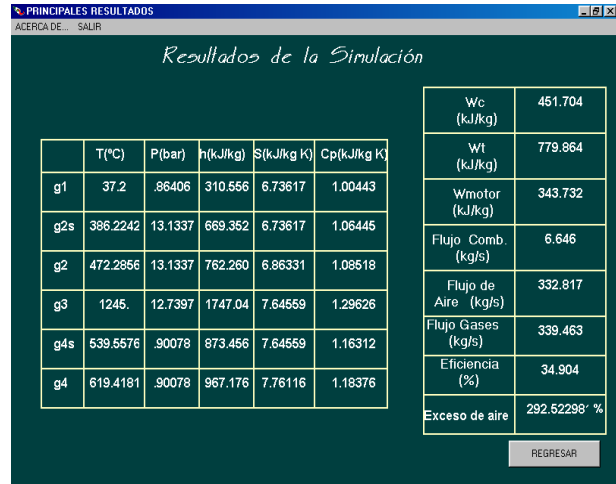 PRINCIPALES RESULTADOS
ACERCA DE... SALIR
Resultados de la Simulación
T(ºC) P(bar) h(kJ/kg) S(kJ/kg K) Cp(kJ/kg K)
g1 37.2 .86406 310.556 6.73617 1.00443
g2s 386.2242 13.1337 669.352 6.73617 1.06445
g2 472.2856 13.1337 762.260 6.86331 1.08518
g3 1245. 12.7397 1747.04 7.64559 1.29626
g4s 539.5576 .90078 873.456 7.64559 1.16312
g4 619.4181 .90078 967.176 7.76116 1.18376
Wc 451.704
(kJ/kg)
Wt 779.864
(kJ/kg)
Wmotor 343.732
(kJ/kg)
Flujo Comb. 6.646
(kg/s)
Flujo de 332.817
Aire (kg/s)
Flujo Gases 339.463
(kg/s)
Eficiencia 34.904
(%)
Exceso de aire 292.52298' %
REGRESAR